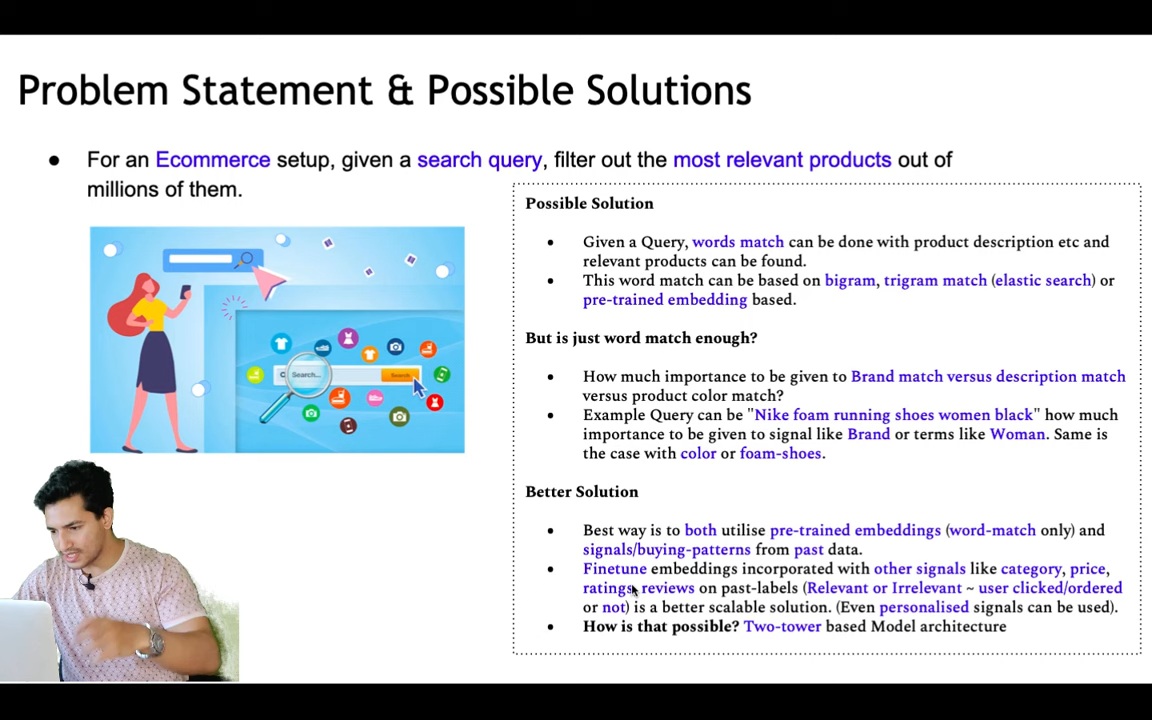 Problem Statement & Possible Solutions
● For an Ecommerce setup, given a search query, filter out the most relevant products out of
millions of them.
Search...
Search
Possible Solution
● Given a Query, words match can be done with product description etc and
relevant products can be found.
● This word match can be based on bigram, trigram match (elastic search) or
pre-trained embedding based.
But is just word match enough?
● How much importance to be given to Brand match versus description match
versus product color match?
● Example Query can be "Nike foam running shoes women black" how much
importance to be given to signal like Brand or terms like Woman. Same is
the case with color or foam-shoes.
Better Solution
● Best way is to both utilise pre-trained embeddings (word-match only) and
signals/buying-patterns from past data.
● Finetune embeddings incorporated with other signals like category, price,
ratings, reviews on past-labels (Relevant or Irrelevant ~ user clicked/ordered
or not) is a better scalable solution. (Even personalised signals can be used).
● How is that possible? Two-tower based Model architecture